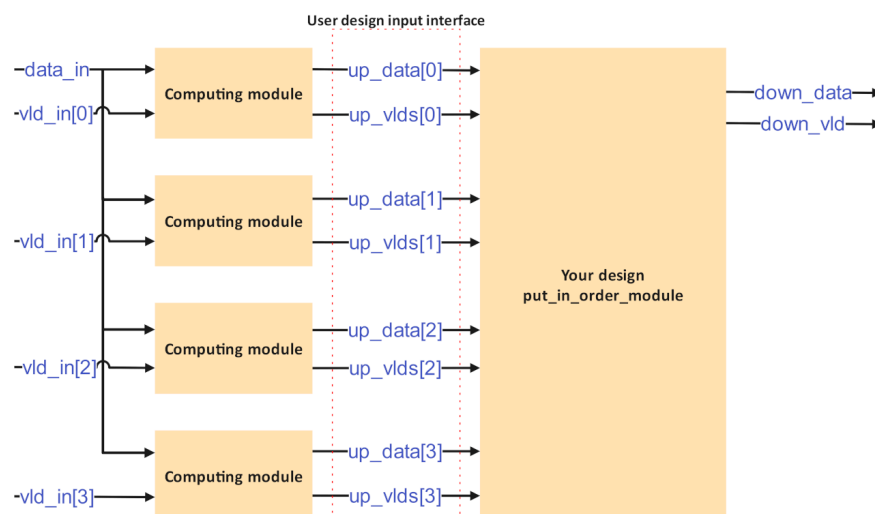 User design input interface
data_in
Computing module
up_data[0]
vld_in[0]
up_vlds[0]
down_data
down_vld
up_data[1]
Computing module
vld_in[1]
up_vlds[1]
Your design
put_in_order_module
up_data[2]
Computing module
vld_in[2]
up_vlds[2]
up_data[3]
Computing module
vld_in[3]
up_vlds[3]